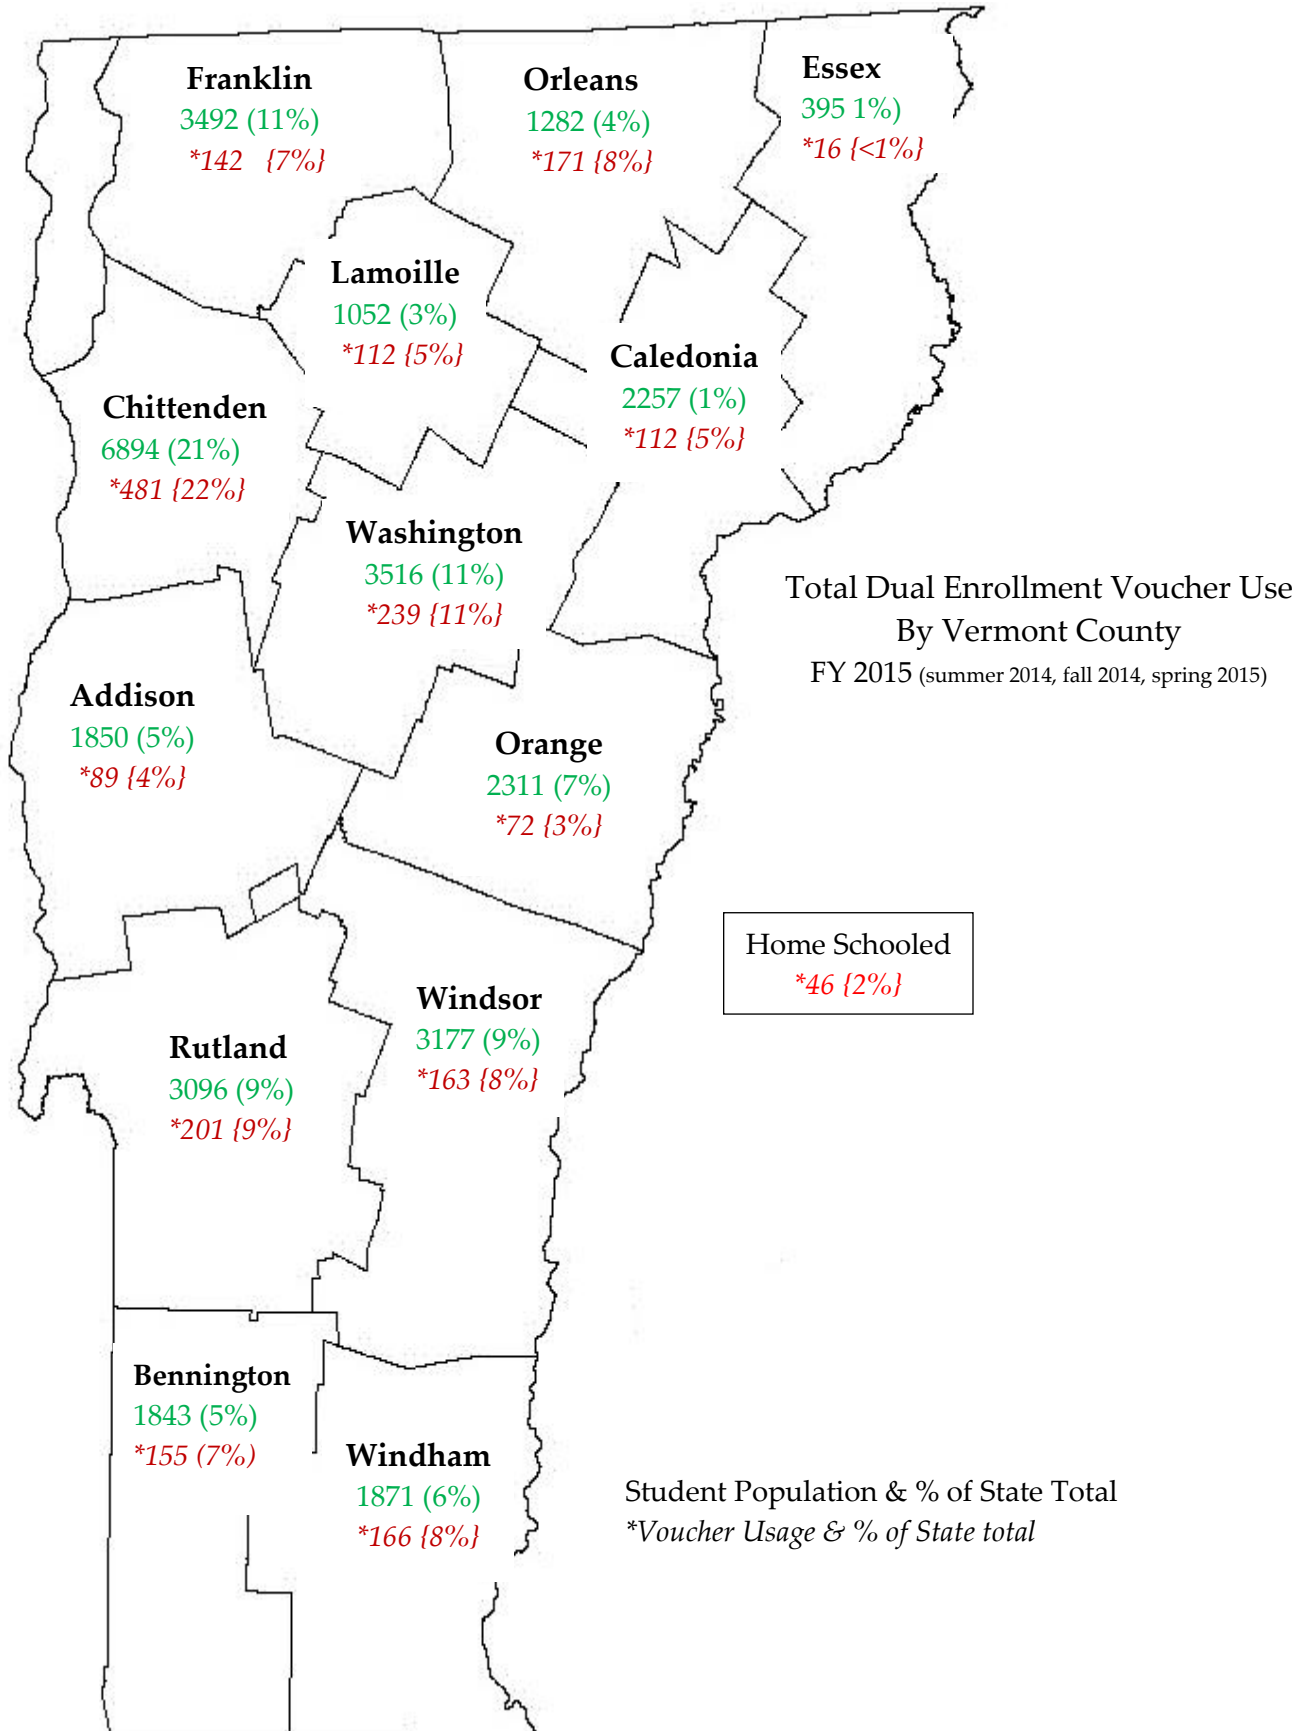 Franklin
3492 (11%)
*142 {7%}
Orleans
1282 (4%)
*171 {8%}
Essex
395 1%)
*16 {<1%}
Lamoille
1052 (3%)
*112 {5%}
Caledonia
2257 (1%)
*112 {5%}
Chittenden
6894 (21%)
*481 {22%}
Washington
3516 (11%)
*239 {11%}
Total Dual Enrollment Voucher Use
By Vermont County
FY 2015 (summer 2014, fall 2014, spring 2015)
Addison
1850 (5%)
*89 {4%}
Orange
2311 (7%)
*72 {3%}
Home Schooled
*46 {2%}
Windsor
3177 (9%)
*163 {8%}
Rutland
3096 (9%)
*201 {9%}
Bennington
1843 (5%)
*155 (7%)
Windham
1871 (6%)
*166 {8%}
Student Population & % of State Total
*Voucher Usage & % of State total